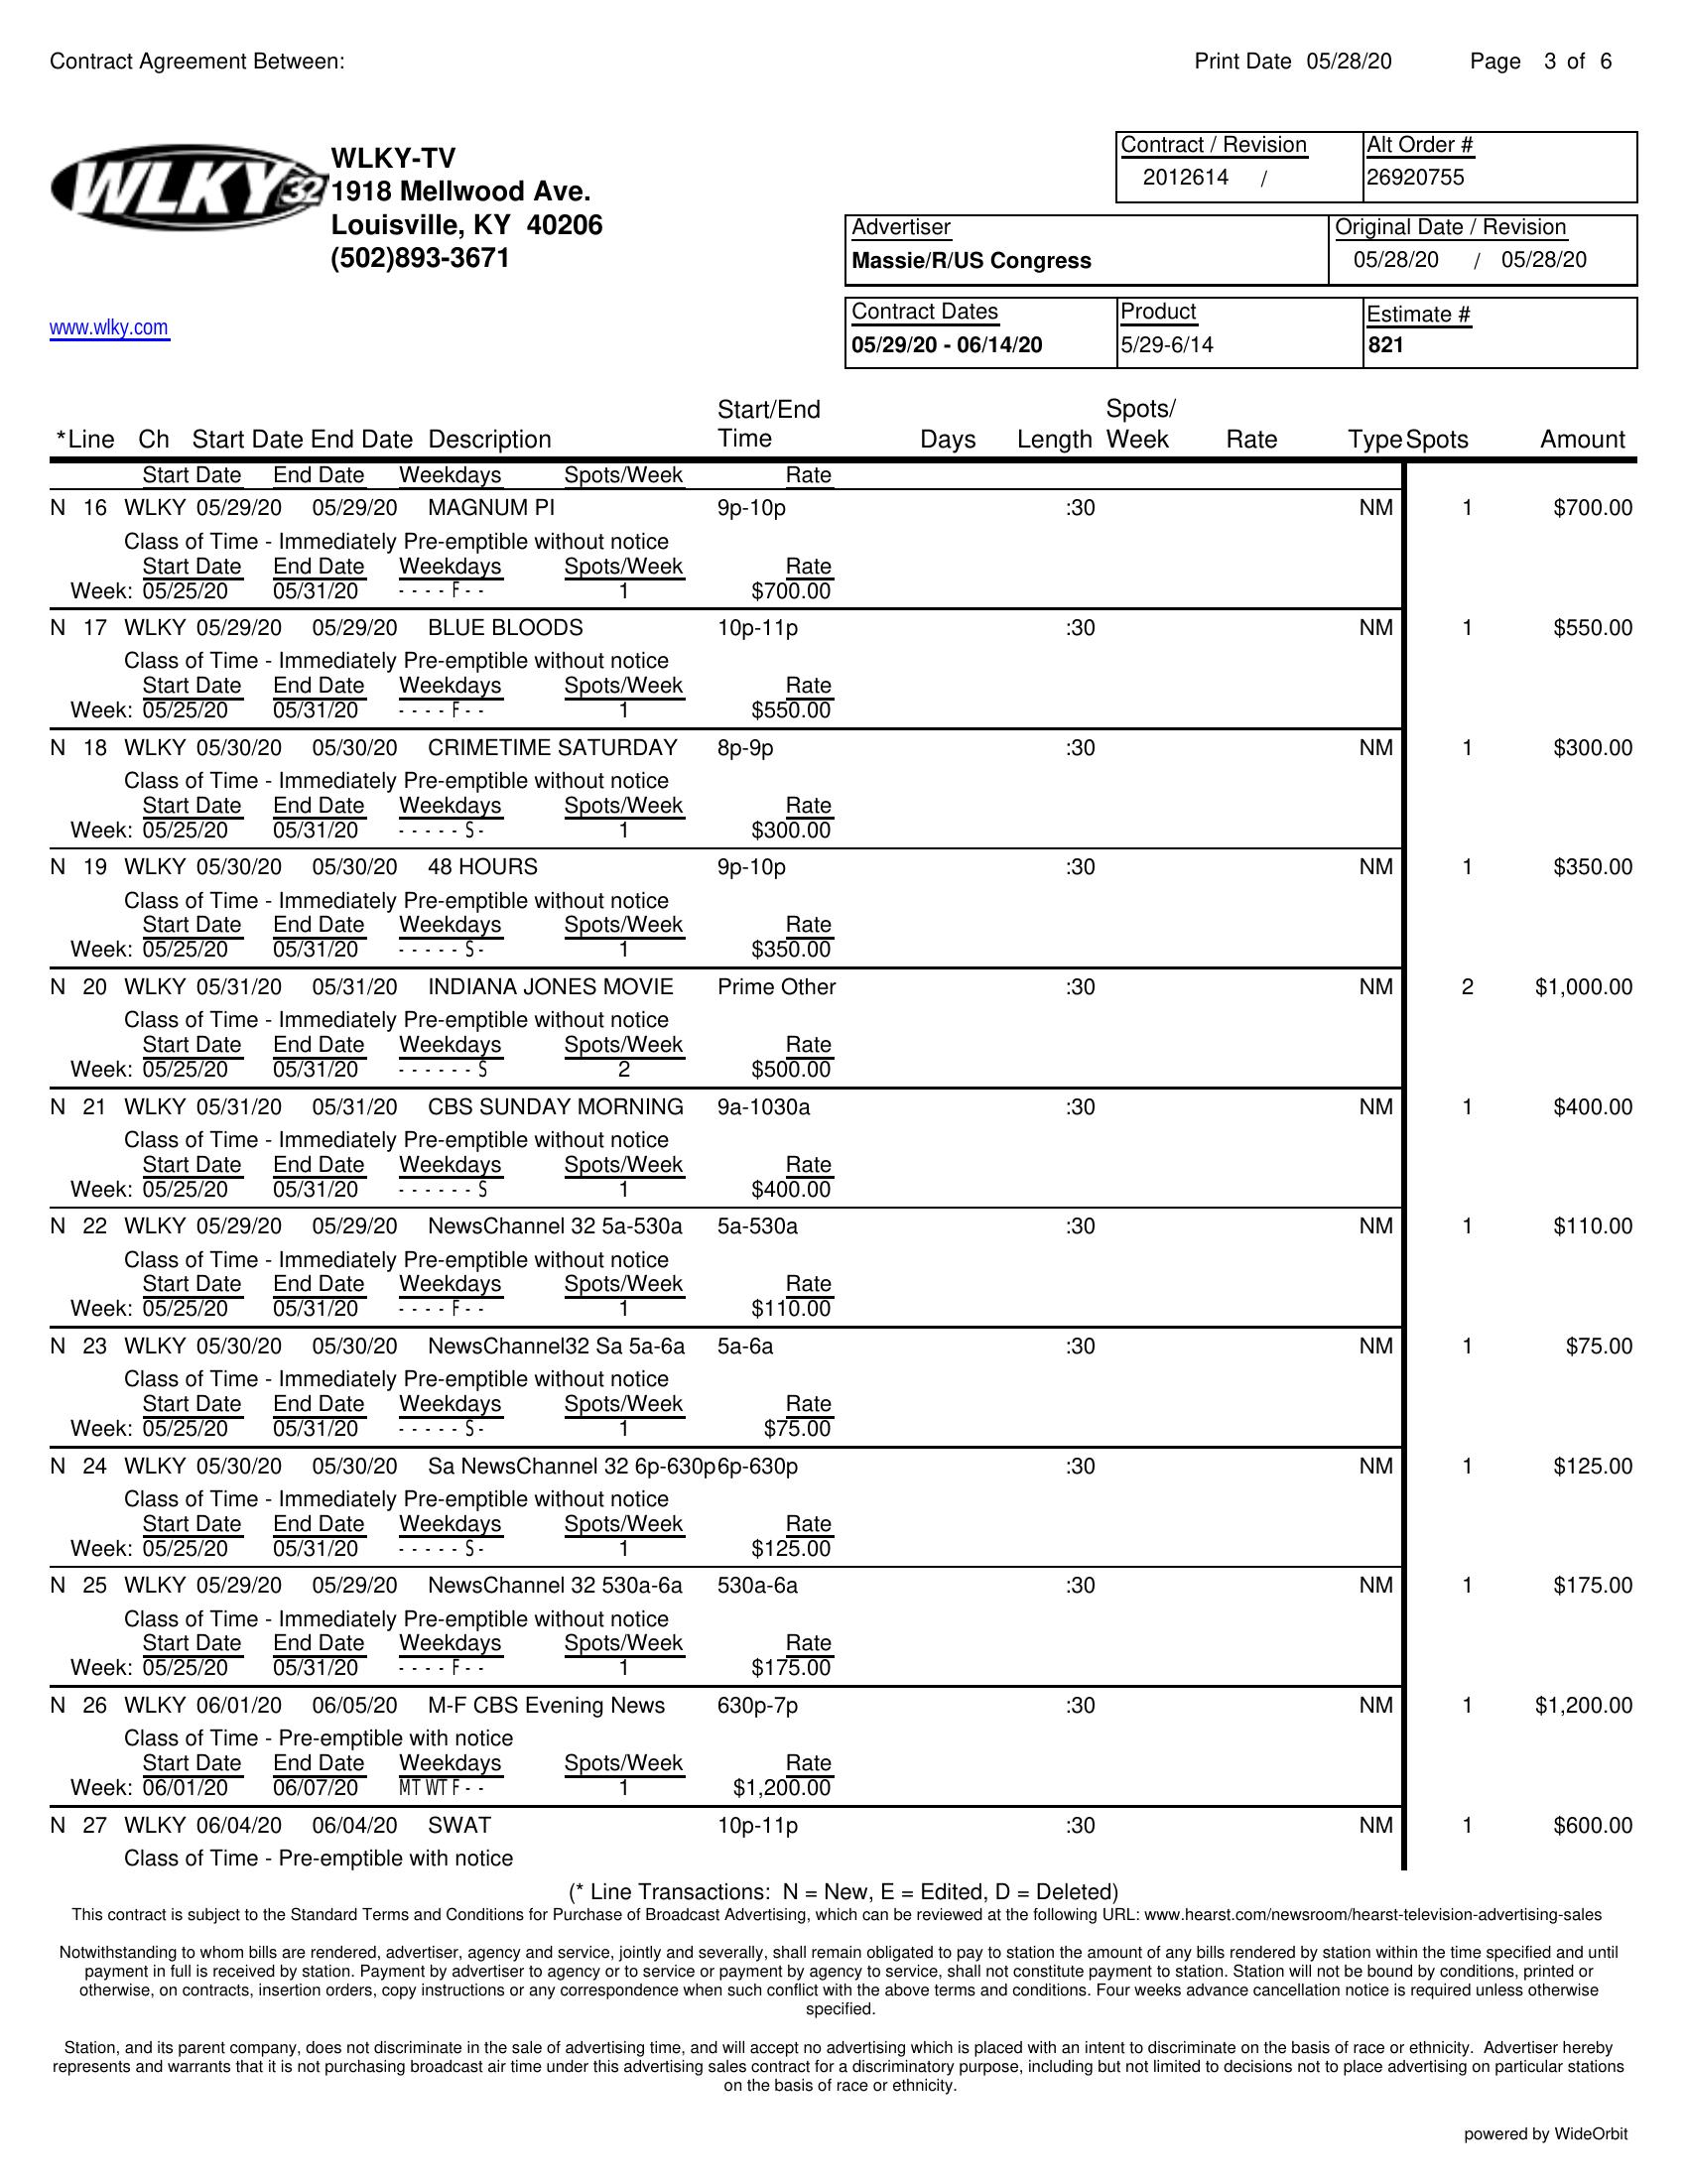 Contract Agreement Between:
Print Date 05/28/20 Page 3 of 6
WLKY 32
WLKY-TV
1918 Mellwood Ave.
Louisville, KY 40206
(502)893-3671
www.wlky.com
Contract / Revision Alt Order #
2012614 / 26920755
Advertiser Original Date / Revision
Massie/R/US Congress 05/28/20 / 05/28/20
Contract Dates Product Estimate #
05/29/20 - 06/14/20 5/29-6/14 821
*Line Ch Start Date End Date Description Start/End Time Days Length Spots/Week Rate Type Spots Amount
Start Date End Date Weekdays Spots/Week Rate
N 16 WLKY 05/29/20 05/29/20 MAGNUM PI 9p-10p :30 NM 1 $700.00
Class of Time - Immediately Pre-emptible without notice
Start Date End Date Weekdays Spots/Week Rate
Week: 05/25/20 05/31/20 - - - - F - - 1 $700.00
N 17 WLKY 05/29/20 05/29/20 BLUE BLOODS 10p-11p :30 NM 1 $550.00
Class of Time - Immediately Pre-emptible without notice
Start Date End Date Weekdays Spots/Week Rate
Week: 05/25/20 05/31/20 - - - - F - - 1 $550.00
N 18 WLKY 05/30/20 05/30/20 CRIMETIME SATURDAY 8p-9p :30 NM 1 $300.00
Class of Time - Immediately Pre-emptible without notice
Start Date End Date Weekdays Spots/Week Rate
Week: 05/25/20 05/31/20 - - - - - S - 1 $300.00
N 19 WLKY 05/30/20 05/30/20 48 HOURS 9p-10p :30 NM 1 $350.00
Class of Time - Immediately Pre-emptible without notice
Start Date End Date Weekdays Spots/Week Rate
Week: 05/25/20 05/31/20 - - - - - S - 1 $350.00
N 20 WLKY 05/31/20 05/31/20 INDIANA JONES MOVIE Prime Other :30 NM 2 $1,000.00
Class of Time - Immediately Pre-emptible without notice
Start Date End Date Weekdays Spots/Week Rate
Week: 05/25/20 05/31/20 - - - - - - S 2 $500.00
N 21 WLKY 05/31/20 05/31/20 CBS SUNDAY MORNING 9a-1030a :30 NM 1 $400.00
Class of Time - Immediately Pre-emptible without notice
Start Date End Date Weekdays Spots/Week Rate
Week: 05/25/20 05/31/20 - - - - - - S 1 $400.00
N 22 WLKY 05/29/20 05/29/20 NewsChannel 32 5a-530a 5a-530a :30 NM 1 $110.00
Class of Time - Immediately Pre-emptible without notice
Start Date End Date Weekdays Spots/Week Rate
Week: 05/25/20 05/31/20 - - - - F - - 1 $110.00
N 23 WLKY 05/30/20 05/30/20 NewsChannel32 Sa 5a-6a 5a-6a :30 NM 1 $75.00
Class of Time - Immediately Pre-emptible without notice
Start Date End Date Weekdays Spots/Week Rate
Week: 05/25/20 05/31/20 - - - - - S - 1 $75.00
N 24 WLKY 05/30/20 05/30/20 Sa NewsChannel 32 6p-630p 6p-630p :30 NM 1 $125.00
Class of Time - Immediately Pre-emptible without notice
Start Date End Date Weekdays Spots/Week Rate
Week: 05/25/20 05/31/20 - - - - - S - 1 $125.00
N 25 WLKY 05/29/20 05/29/20 NewsChannel 32 530a-6a 530a-6a :30 NM 1 $175.00
Class of Time - Immediately Pre-emptible without notice
Start Date End Date Weekdays Spots/Week Rate
Week: 05/25/20 05/31/20 - - - - F - - 1 $175.00
N 26 WLKY 06/01/20 06/05/20 M-F CBS Evening News 630p-7p :30 NM 1 $1,200.00
Class of Time - Pre-emptible with notice
Start Date End Date Weekdays Spots/Week Rate
Week: 06/01/20 06/07/20 MTWTF- - 1 $1,200.00
N 27 WLKY 06/04/20 06/04/20 SWAT 10p-11p :30 NM 1 $600.00
Class of Time - Pre-emptible with notice
(* Line Transactions: N = New, E = Edited, D = Deleted)
This contract is subject to the Standard Terms and Conditions for Purchase of Broadcast Advertising, which can be reviewed at the following URL: www.hearst.com/newsroom/hearst-television-advertising-sales
Notwithstanding to whom bills are rendered, advertiser, agency and service, jointly and severally, shall remain obligated to pay to station the amount of any bills rendered by station within the time specified and until
payment in full is received by station. Payment by advertiser to agency or to service or payment by agency to service, shall not constitute payment to station. Station will not be bound by conditions, printed or
otherwise, on contracts, insertion orders, copy instructions or any correspondence when such conflict with the above terms and conditions. Four weeks advance cancellation notice is required unless otherwise
specified.
Station, and its parent company, does not discriminate in the sale of advertising time, and will accept no advertising which is placed with an intent to discriminate on the basis of race or ethnicity. Advertiser hereby
represents and warrants that it is not purchasing broadcast air time under this advertising sales contract for a discriminatory purpose, including but not limited to decisions not to place advertising on particular stations
on the basis of race or ethnicity.
powered by WideOrbit